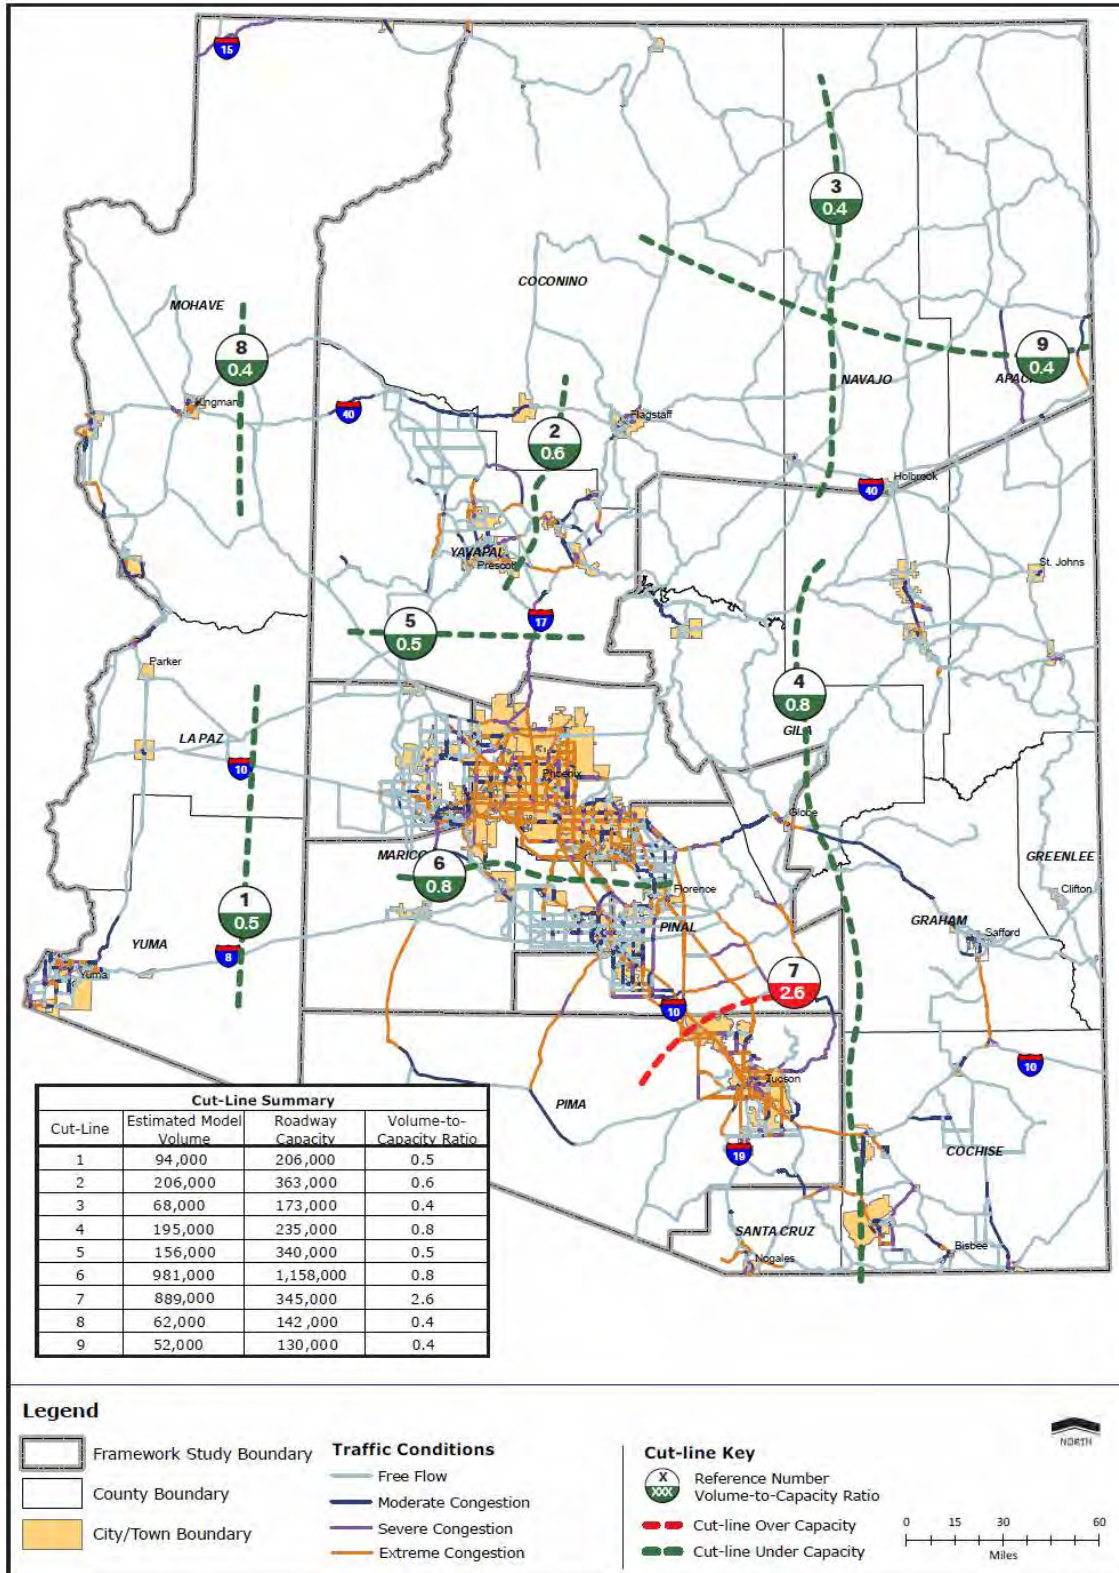 15
3
0.4
COCONINO
MOHAVE
8
0.4
9
0.4
NAVAJO
Kingman
40
Flagstaff
2
0.6
Holbrook
40
YAVAPAI
Prescott
St. Johns
17
5
0.5
Parker
4
0.8
GILA
LA PAZ
10
Phoenix
Globe
MARICO
6
0.8
GREENLEE
Florence
Clifton
1
0.5
GRAHAM
PINAL
Safford
YUMA
8
7
2.6
Yuma
10
10
Tucson
PIMA
19
COCHISE
SANTA CRUZ
Bisbee
Nogales
Cut-Line Summary
Cut-Line Estimated Model Volume Roadway Capacity Volume-to-Capacity Ratio
1 94,000 206,000 0.5
2 206,000 363,000 0.6
3 68,000 173,000 0.4
4 195,000 235,000 0.8
5 156,000 340,000 0.5
6 981,000 1,158,000 0.8
7 889,000 345,000 2.6
8 62,000 142,000 0.4
9 52,000 130,000 0.4
Legend
Framework Study Boundary
County Boundary
City/Town Boundary
Traffic Conditions
Free Flow
Moderate Congestion
Severe Congestion
Extreme Congestion
Cut-line Key
X
XXX
Reference Number
Volume-to-Capacity Ratio
Cut-line Over Capacity
Cut-line Under Capacity
NORTH
0 15 30 60
Miles